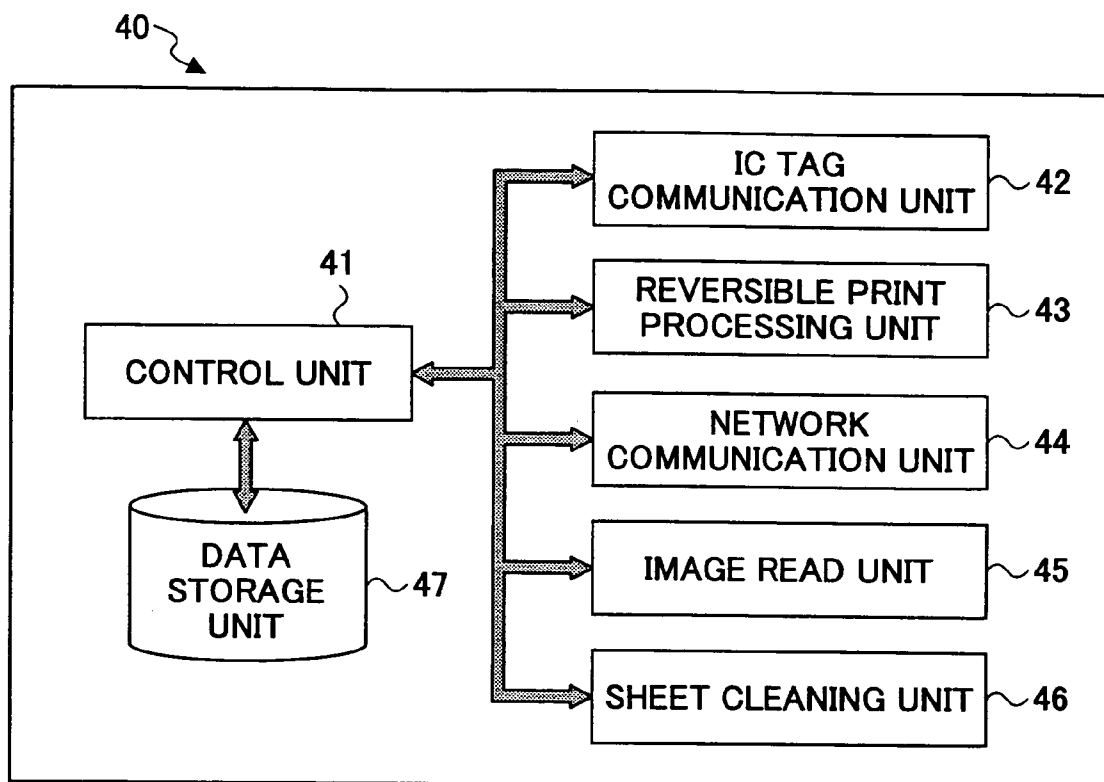 40
IC TAG
COMMUNICATION UNIT
42
41
REVERSIBLE PRINT
PROCESSING UNIT
43
CONTROL UNIT
NETWORK
COMMUNICATION UNIT
44
DATA
STORAGE
UNIT
47
IMAGE READ UNIT
45
SHEET CLEANING UNIT
46